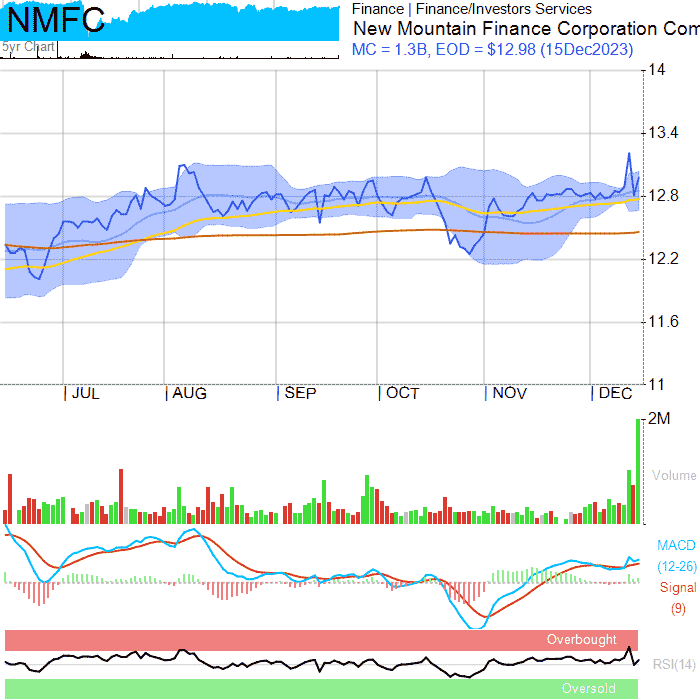 NMFC
5yr Chart
Finance | Finance/Investors Services
New Mountain Finance Corporation Com
MC = 1.3B, EOD = $12.98 (15Dec2023)
14
13.4
12.8
12.2
11.6
11
JUL AUG SEP OCT NOV DEC
2M
Volume
MACD
(12-26)
Signal
(9)
Overbought
RSI(14)
Oversold